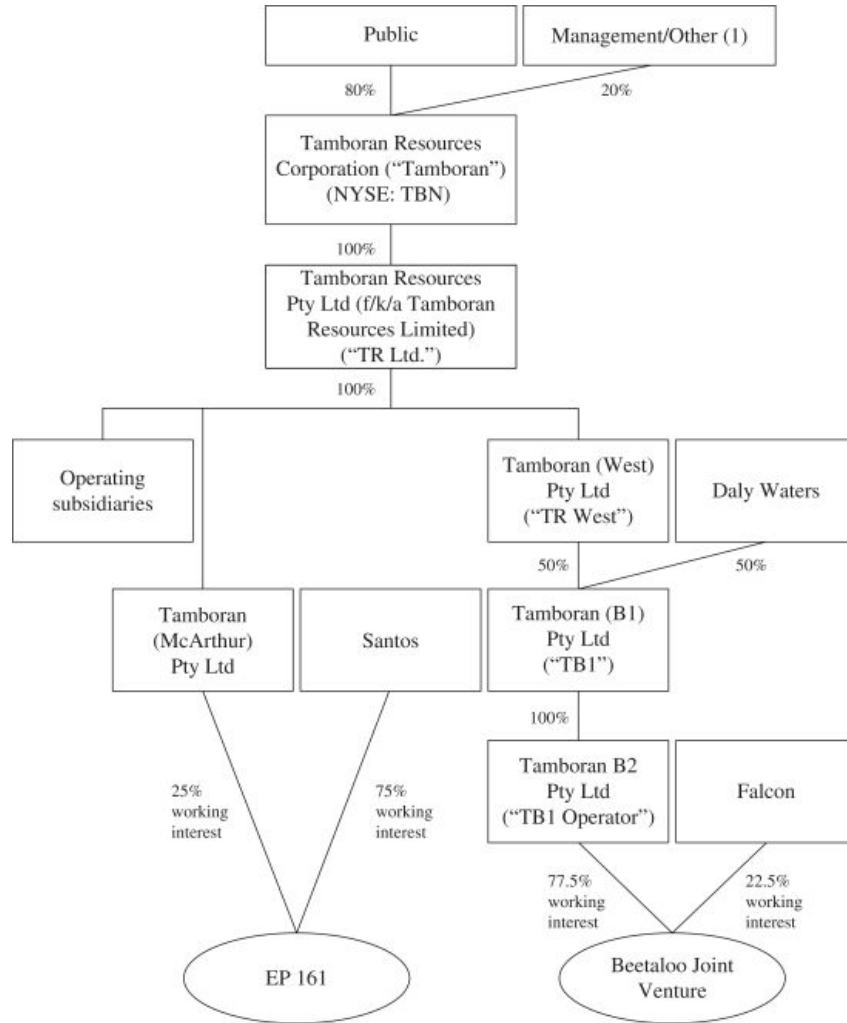 Public
Management/Other (1)
80%
20%
Tamboran Resources
Corporation (“Tamboran”)
(NYSE: TBN)
100%
Tamboran Resources
Pty Ltd (f/k/a Tamboran
Resources Limited)
(“TR Ltd.”)
100%
Operating
subsidiaries
Tamboran (West)
Pty Ltd
(“TR West”)
Daly Waters
50%
50%
Tamboran
(McArthur)
Pty Ltd
Santos
Tamboran (B1)
Pty Ltd
(“TB1”)
100%
Tamboran B2
Pty Ltd
(“TB1 Operator”)
Falcon
25%
working
interest
75%
working
interest
77.5%
working
interest
22.5%
working
interest
EP 161
Beetaloo Joint
Venture